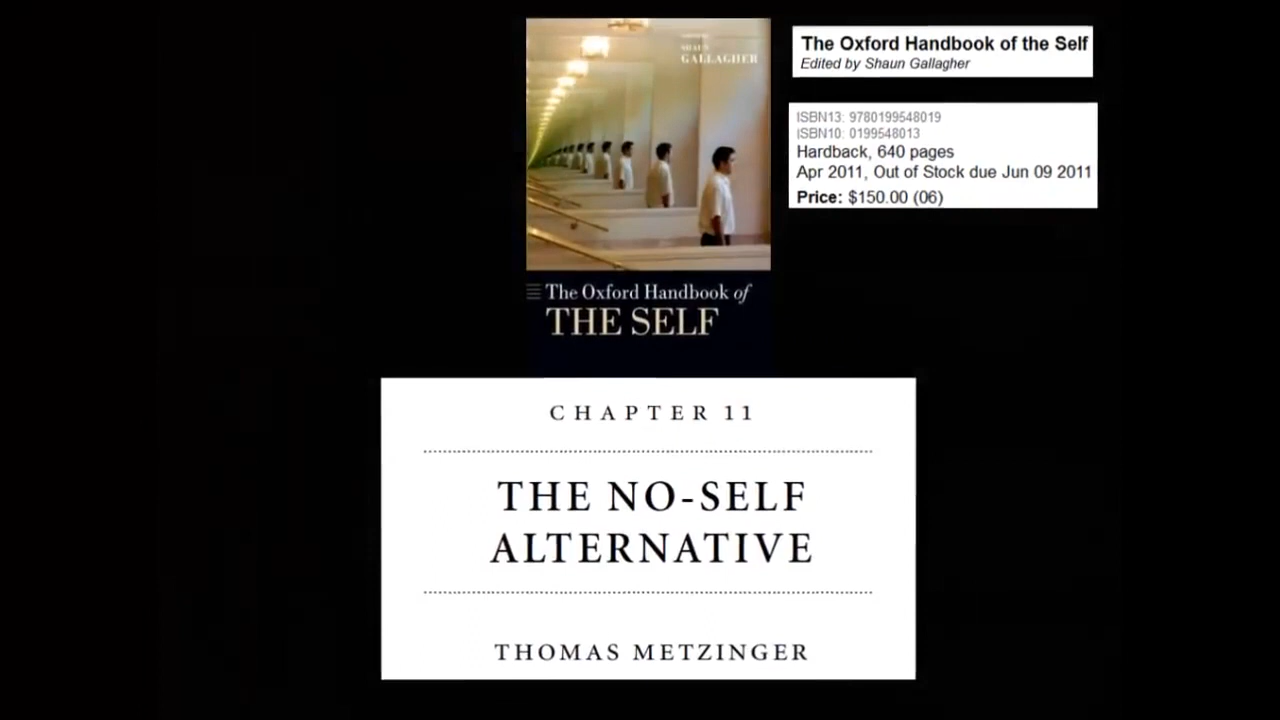 SHAUN
GALLAGHER
The Oxford Handbook of
THE SELF
The Oxford Handbook of the Self
Edited by Shaun Gallagher
ISBN13: 9780199548019
ISBN10: 0199548013
Hardback, 640 pages
Apr 2011, Out of Stock due Jun 09 2011
Price: $150.00 (06)
CHAPTER 11
THE NO-SELF
ALTERNATIVE
THOMAS METZINGER